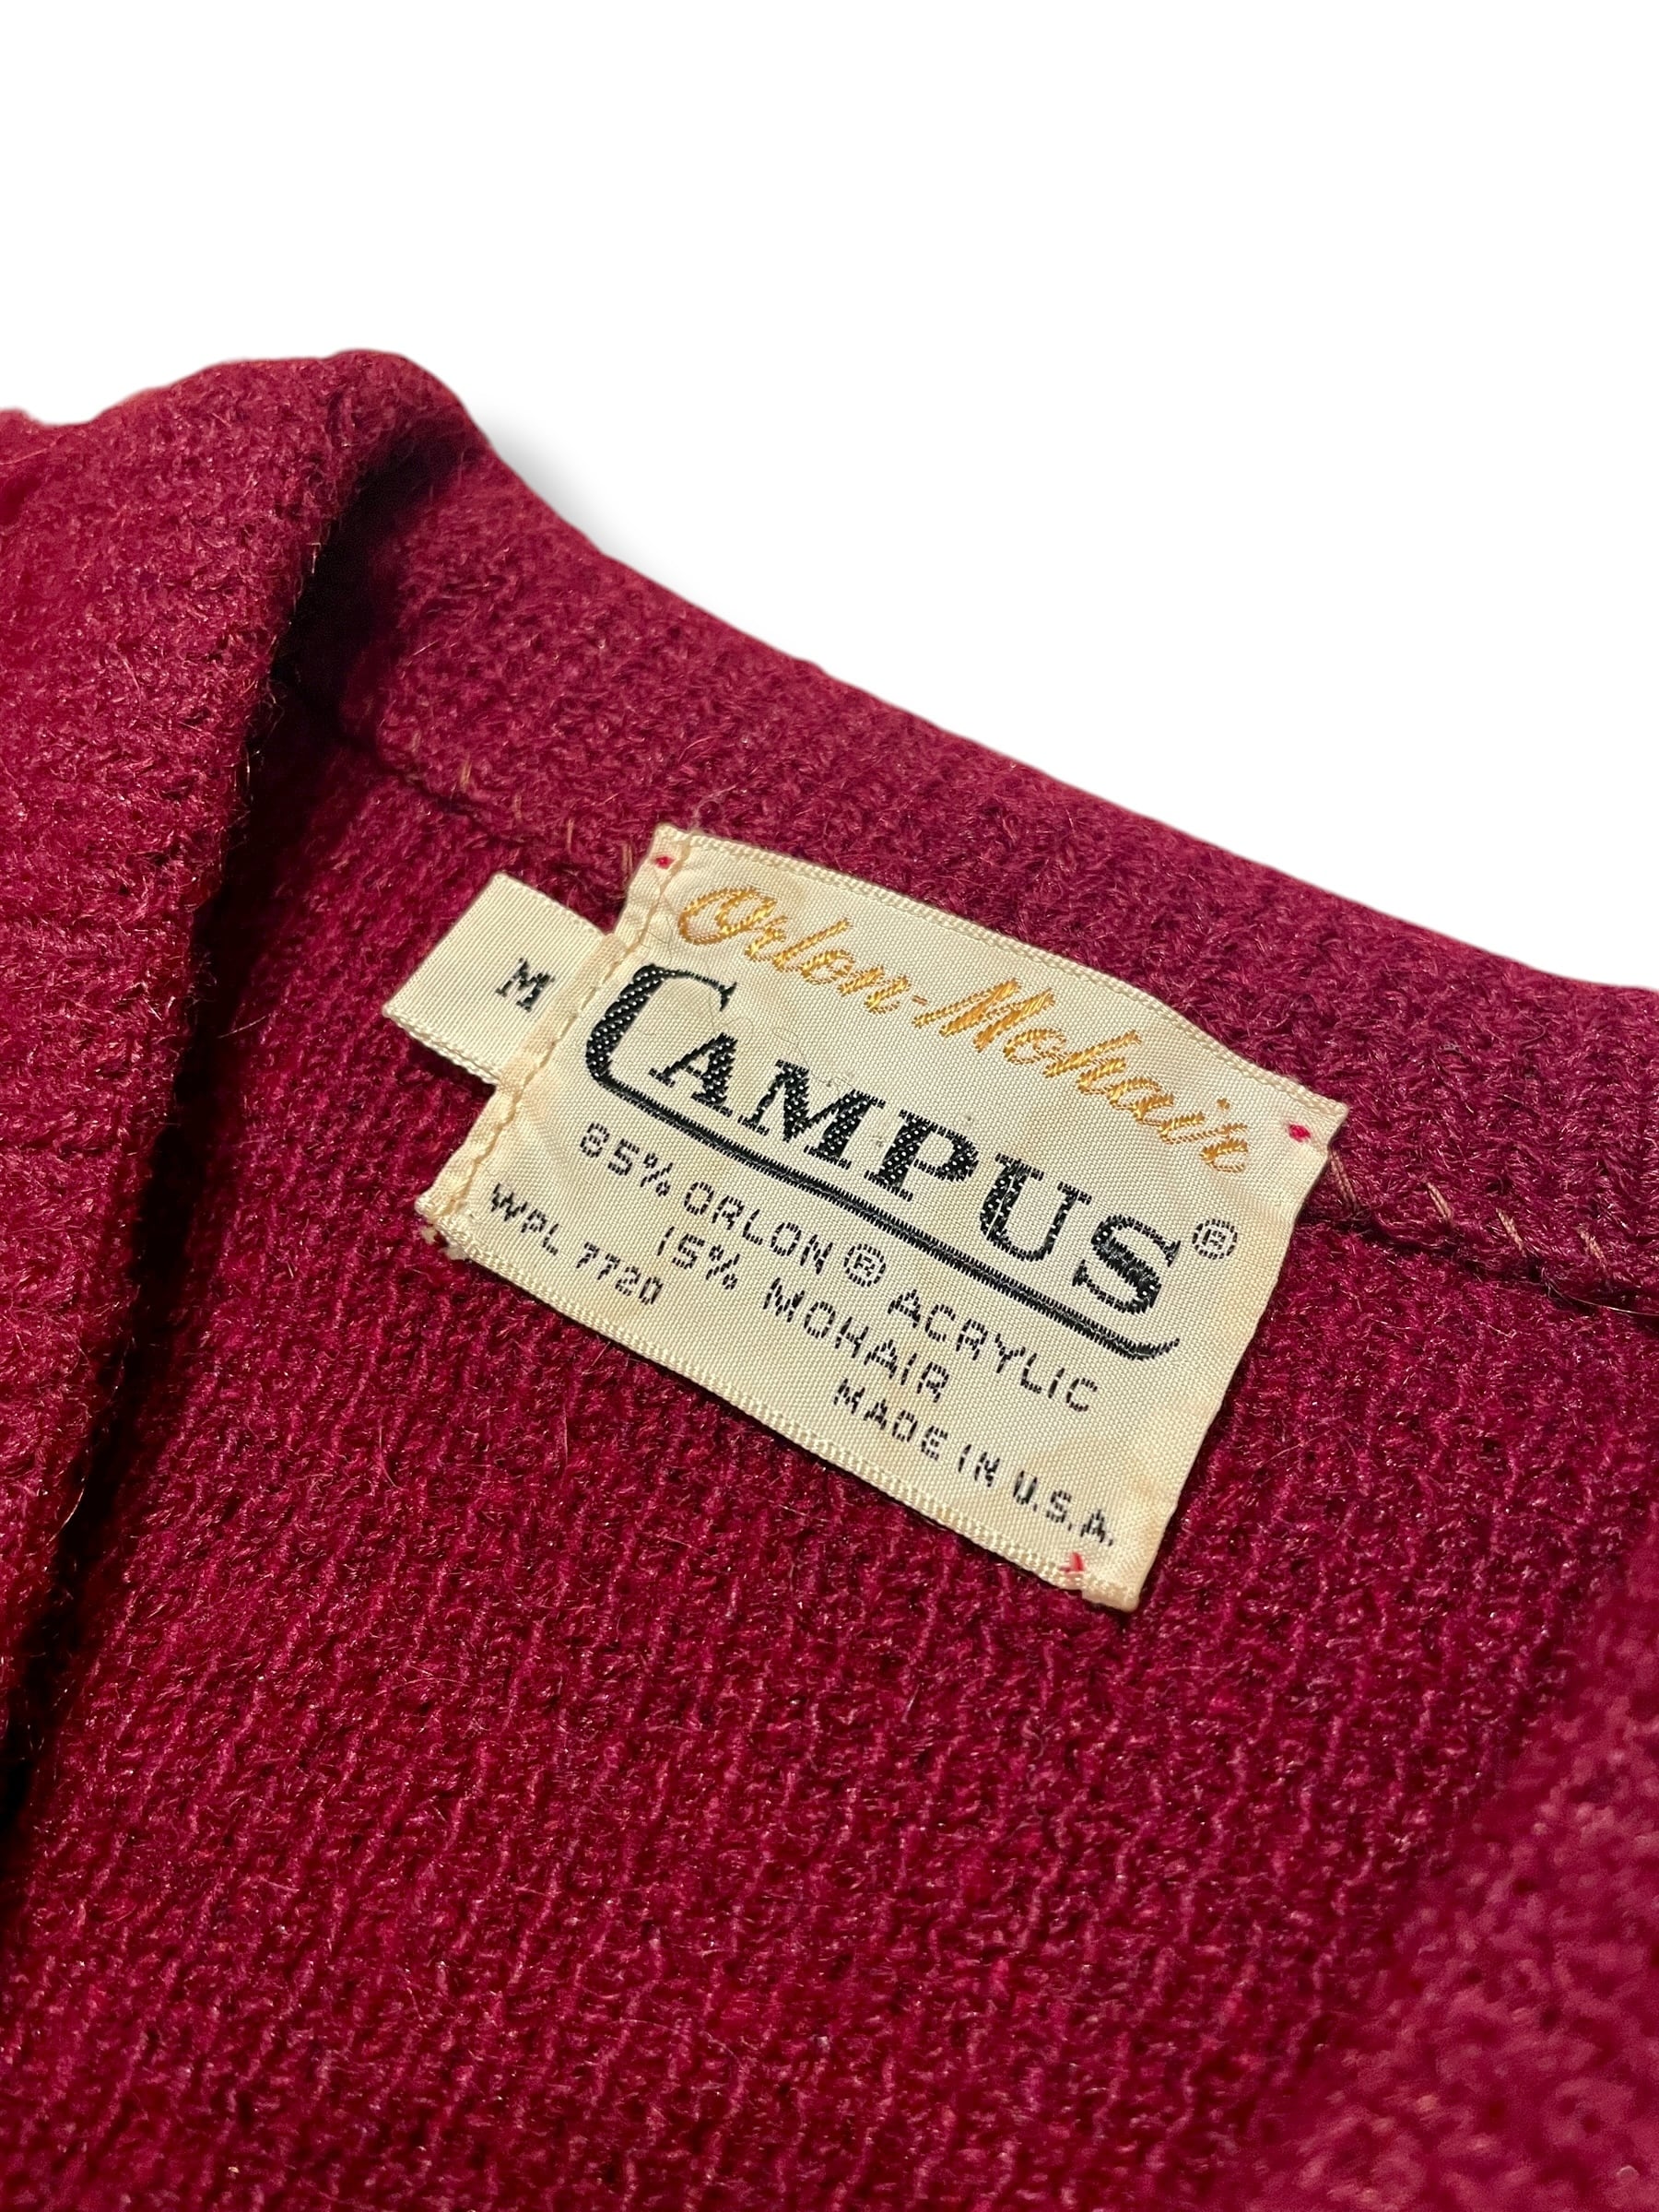 Orlon-Mohair
CAMPUS®
M
85% ORLON® ACRYLIC
15% MOHAIR
WPL 7720
MADE IN U.S.A.